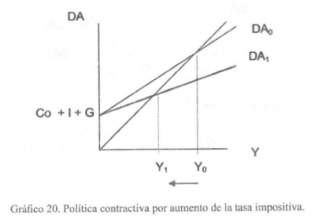 DA
DA₀
DA₁
Co + I + G
Y₁ Y₀ Y
Gráfico 20. Política contractiva por aumento de la tasa impositiva.